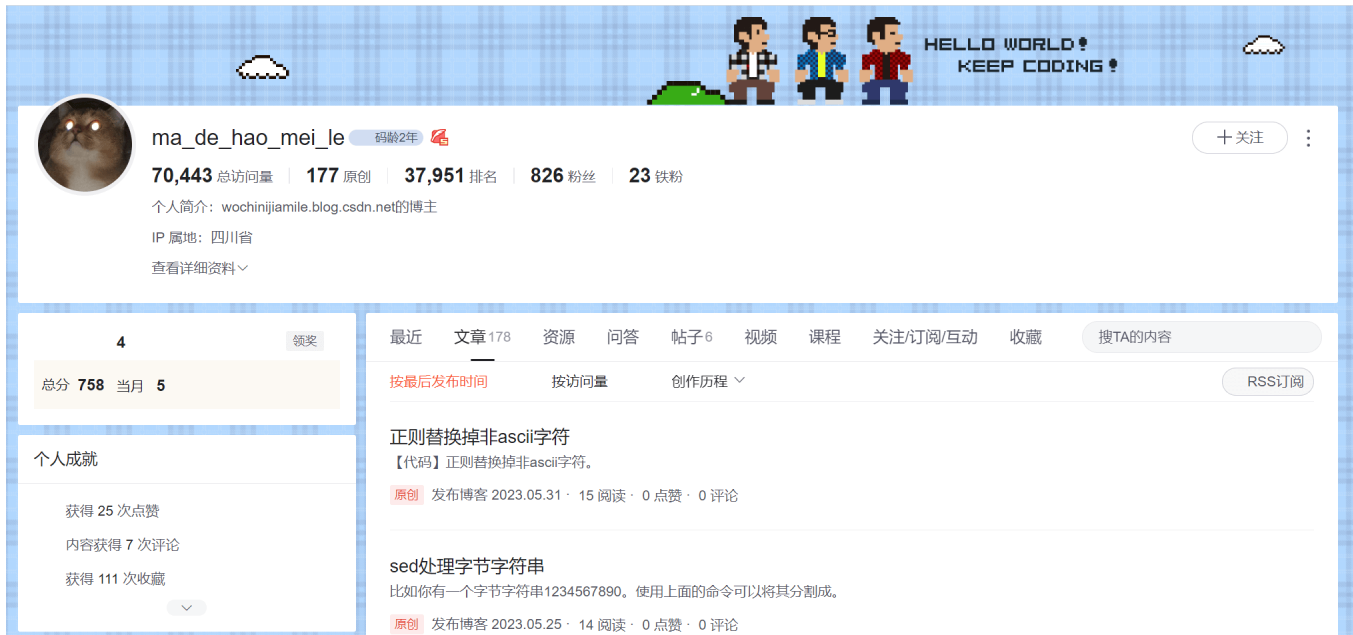 HELLO WORLD!
KEEP CODING!
ma_de_hao_mei_le 码龄2年
关注
70,443 总访问量 177 原创 37,951 排名 826 粉丝 23 铁粉
个人简介：wochinijiamile.blog.csdn.net的博主
IP 属地：四川省
查看详细资料
4 领奖
总分 758 当月 5
个人成就
获得 25 次点赞
内容获得 7 次评论
获得 111 次收藏
最近 文章178 资源 问答 帖子6 视频 课程 关注/订阅/互动 收藏 搜TA的内容
按最后发布时间 按访问量 创作历程 RSS订阅
正则替换掉非ascii字符
【代码】正则替换掉非ascii字符。
原创 发布博客 2023.05.31 · 15 阅读 · 0 点赞 · 0 评论
sed处理字节字符串
比如你有一个字节字符串1234567890。使用上面的命令可以将其分割成。
原创 发布博客 2023.05.25 · 14 阅读 · 0 点赞 · 0 评论